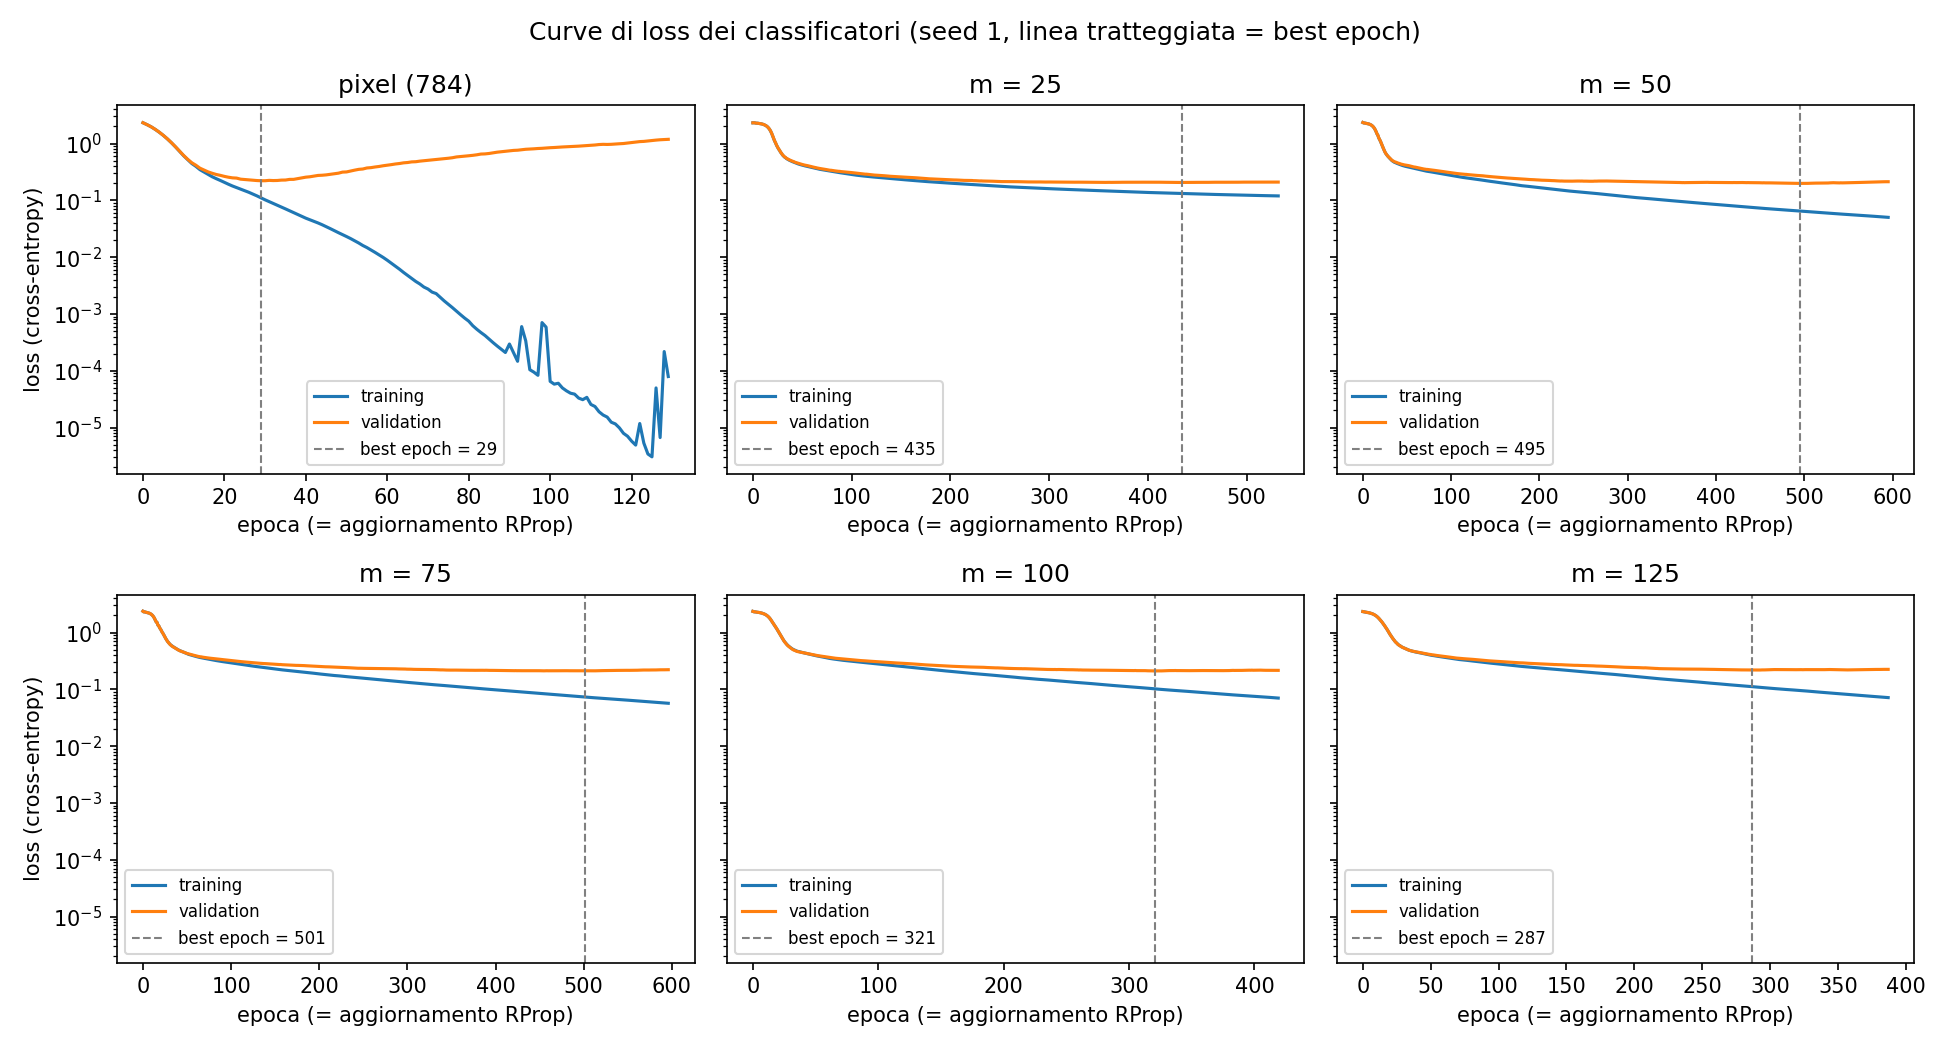 Curve di loss dei classificatori (seed 1, linea tratteggiata = best epoch)
pixel (784)
loss (cross-entropy)
10^0
10^-1
10^-2
10^-3
10^-4
10^-5
training
validation
best epoch = 29
0 20 40 60 80 100 120
epoca (= aggiornamento RProp)
m = 25
training
validation
best epoch = 435
0 100 200 300 400 500
epoca (= aggiornamento RProp)
m = 50
training
validation
best epoch = 495
0 100 200 300 400 500 600
epoca (= aggiornamento RProp)
m = 75
loss (cross-entropy)
10^0
10^-1
10^-2
10^-3
10^-4
10^-5
training
validation
best epoch = 501
0 100 200 300 400 500 600
epoca (= aggiornamento RProp)
m = 100
training
validation
best epoch = 321
0 100 200 300 400
epoca (= aggiornamento RProp)
m = 125
training
validation
best epoch = 287
0 50 100 150 200 250 300 350 400
epoca (= aggiornamento RProp)